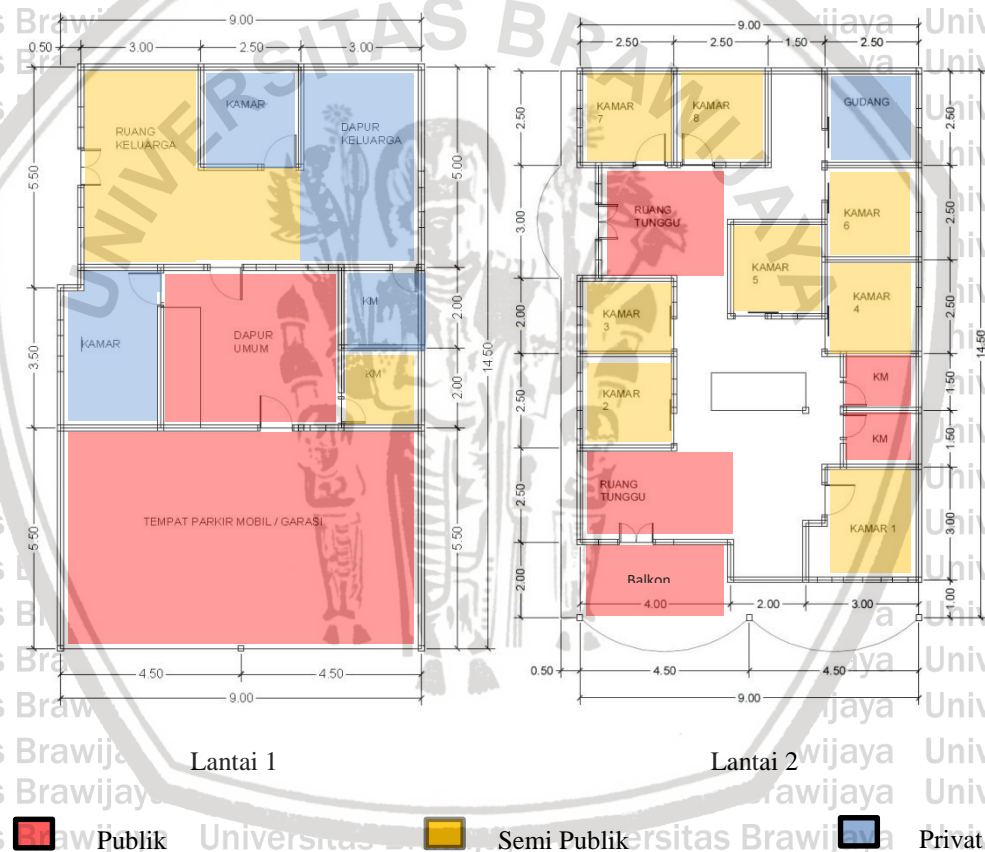 9.00
0.50 3.00 2.50 3.00
5.50
3.50
5.50
RUANG
KELUARGA
KAMAR
DAPUR
KELUARGA
KAMAR
DAPUR
UMUM
KM
KM
TEMPAT PARKIR MOBIL / GARASI
5.00
2.00
2.00
5.50
14.50
4.50 4.50
9.00
Lantai 1
9.00
2.50 2.50 1.50 2.50
2.50
3.00
2.00
2.50
2.50
2.00
KAMAR
7
KAMAR
8
GUDANG
RUANG
TUNGGU
KAMAR
6
KAMAR
5
KAMAR
4
KAMAR
3
KAMAR
2
KM
KM
RUANG
TUNGGU
KAMAR 1
Balkon
2.50
2.50
2.50
1.50
1.50
3.00
1.00
14.50
4.00 2.00 3.00
0.50 4.50 4.50
9.00
Lantai 2
Publik Semi Publik Privat
UNIVERSITAS BRAWIJAYA